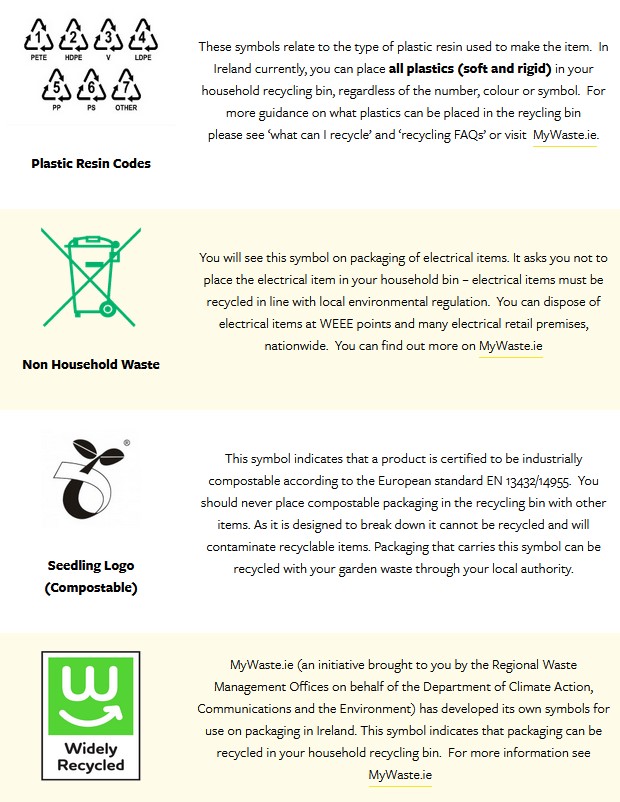 1 2 3 4
PETE HDPE V LDPE
5 6 7
PP PS OTHER
Plastic Resin Codes
These symbols relate to the type of plastic resin used to make the item. In
Ireland currently, you can place all plastics (soft and rigid) in your
household recycling bin, regardless of the number, colour or symbol. For
more guidance on what plastics can be placed in the reycling bin
please see ‘what can I recycle’ and ‘recycling FAQs’ or visit MyWaste.ie.
Non Household Waste
You will see this symbol on packaging of electrical items. It asks you not to
place the electrical item in your household bin – electrical items must be
recycled in line with local environmental regulation. You can dispose of
electrical items at WEEE points and many electrical retail premises,
nationwide. You can find out more on MyWaste.ie
®
Seedling Logo
(Compostable)
This symbol indicates that a product is certified to be industrially
compostable according to the European standard EN 13432/14955. You
should never place compostable packaging in the recycling bin with other
items. As it is designed to break down it cannot be recycled and will
contaminate recyclable items. Packaging that carries this symbol can be
recycled with your garden waste through your local authority.
W
Widely
Recycled
MyWaste.ie (an initiative brought to you by the Regional Waste
Management Offices on behalf of the Department of Climate Action,
Communications and the Environment) has developed its own symbols for
use on packaging in Ireland. This symbol indicates that packaging can be
recycled in your household recycling bin. For more information see
MyWaste.ie